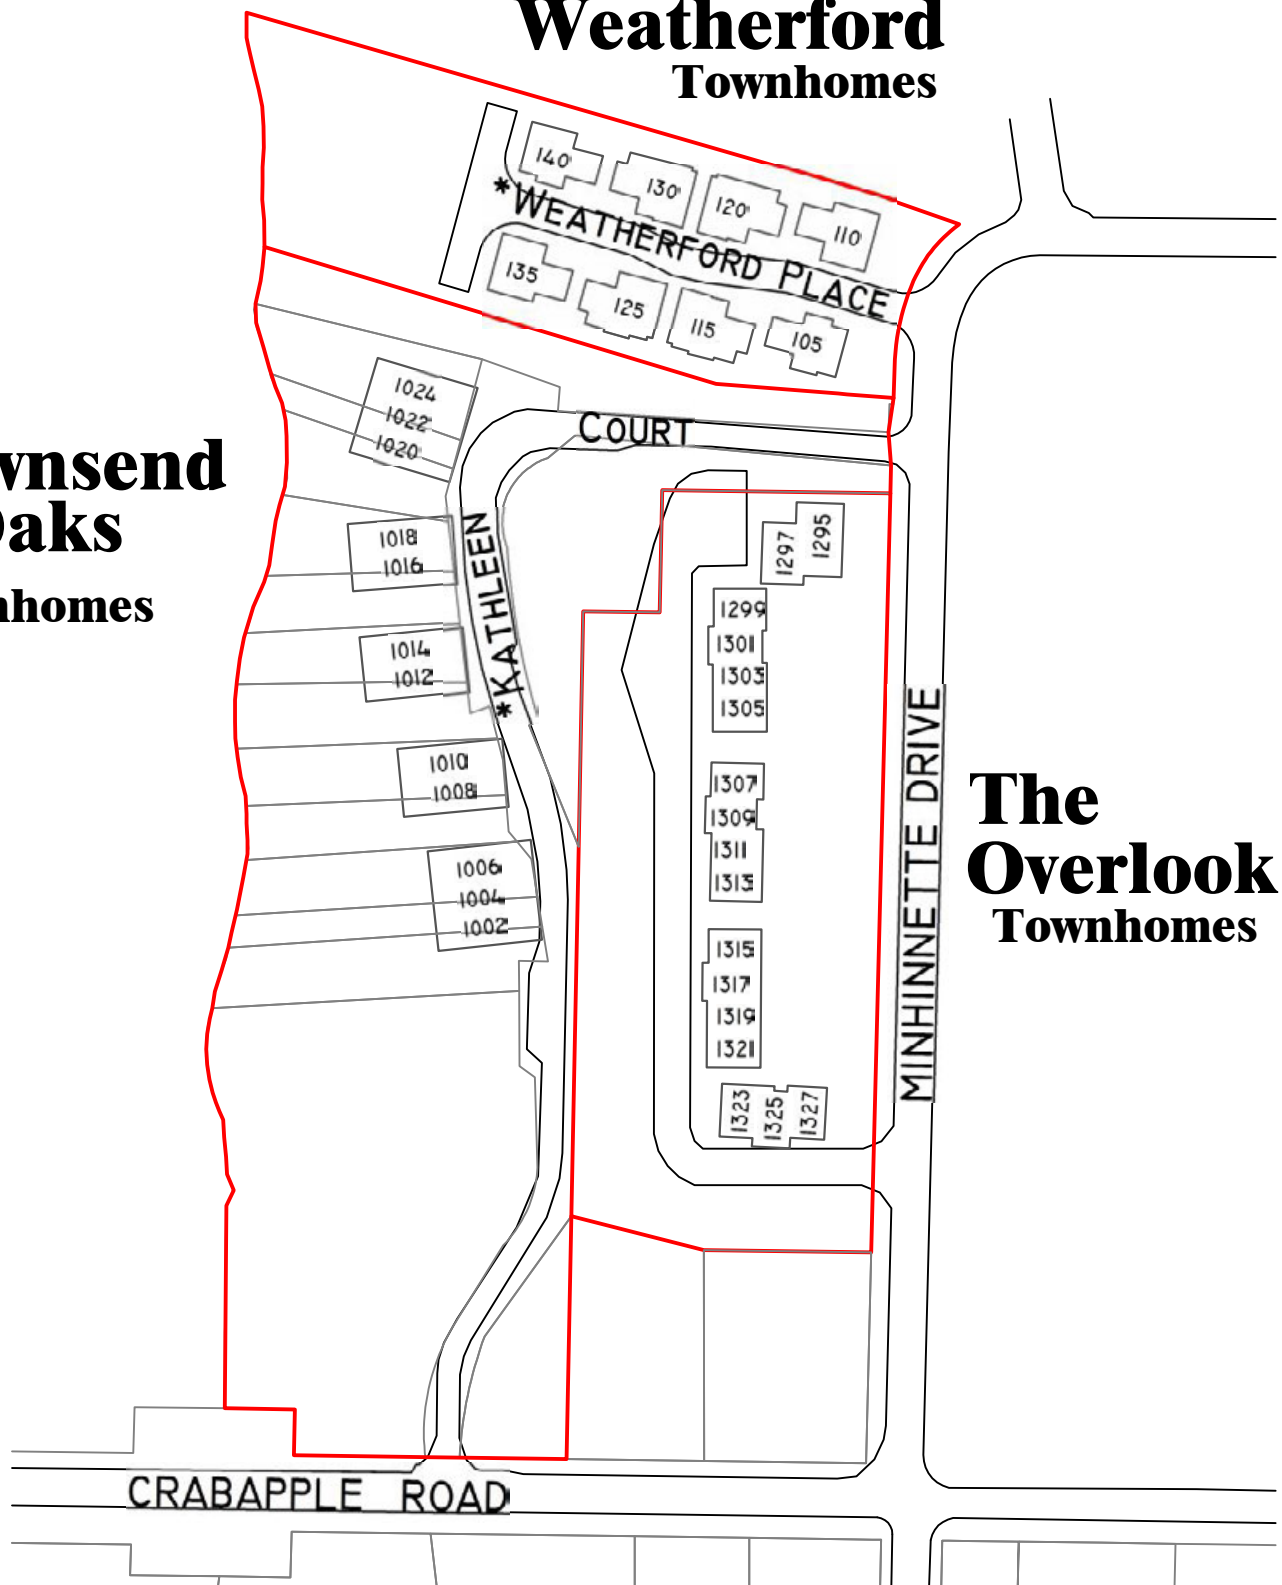 Weatherford
Townhomes
140
130
120
110
*WEATHERFORD PLACE
135
125
115
105
1024
1022
1020
COURT
wnsend
Oaks
nhomes
1018
1016
*KATHLEEN
1297
1295
1299
1301
1303
1305
1014
1012
1010
1008
1307
1309
1311
1313
MINHINNETTE DRIVE
The
Overlook
Townhomes
1006
1004
1002
1315
1317
1319
1321
1323
1325
1327
CRABAPPLE ROAD